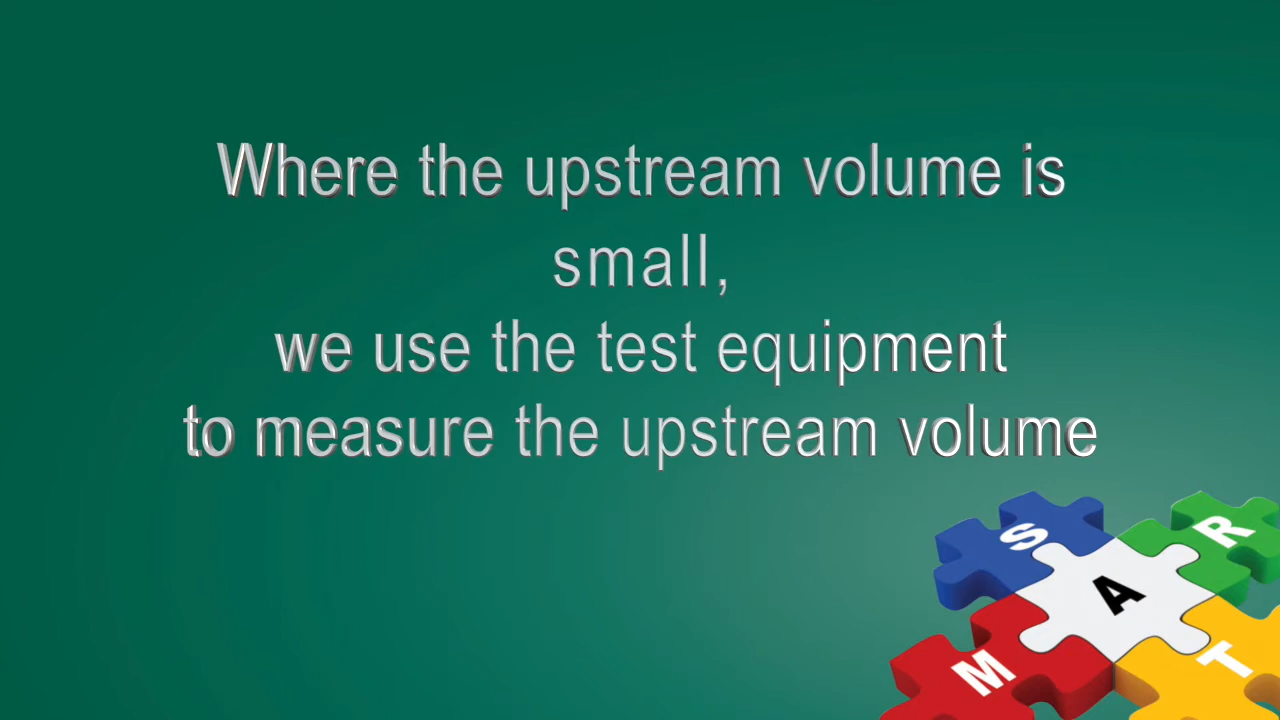 Where the upstream volume is
small,
we use the test equipment
to measure the upstream volume
S
M
A
R
T